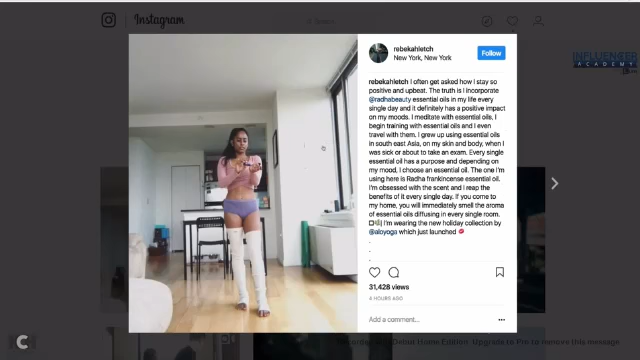 Instagram
Search
rebekahletch
New York, New York
Follow
INFLUENCER
ACADEMY
rebekahletch I often get asked how I stay so
positive and upbeat. The truth is I incorporate
@radhabeauty essential oils in my life every
single day and it definitely has a positive impact
on my moods. I meditate with essential oils, I
begin training with essential oils and I even
travel with them. I grew up using essential oils
in south east Asia, on my skin and body, when I
was sick or about to take an exam. Every single
essential oil has a purpose and depending on
my mood, I choose an essential oil. The one I'm
using here is Radha frankincense essential oil.
I'm obsessed with the scent and I reap the
benefits of it every single day. If you come to
my home, you will immediately smell the aroma
of essential oils diffusing in every single room.
I'm wearing the new holiday collection by
@aloyoga which just launched 💋
.
.
.
31,428 views
4 HOURS AGO
Add a comment...
Debut Home Edition. Upgrade to Pro to remove this message